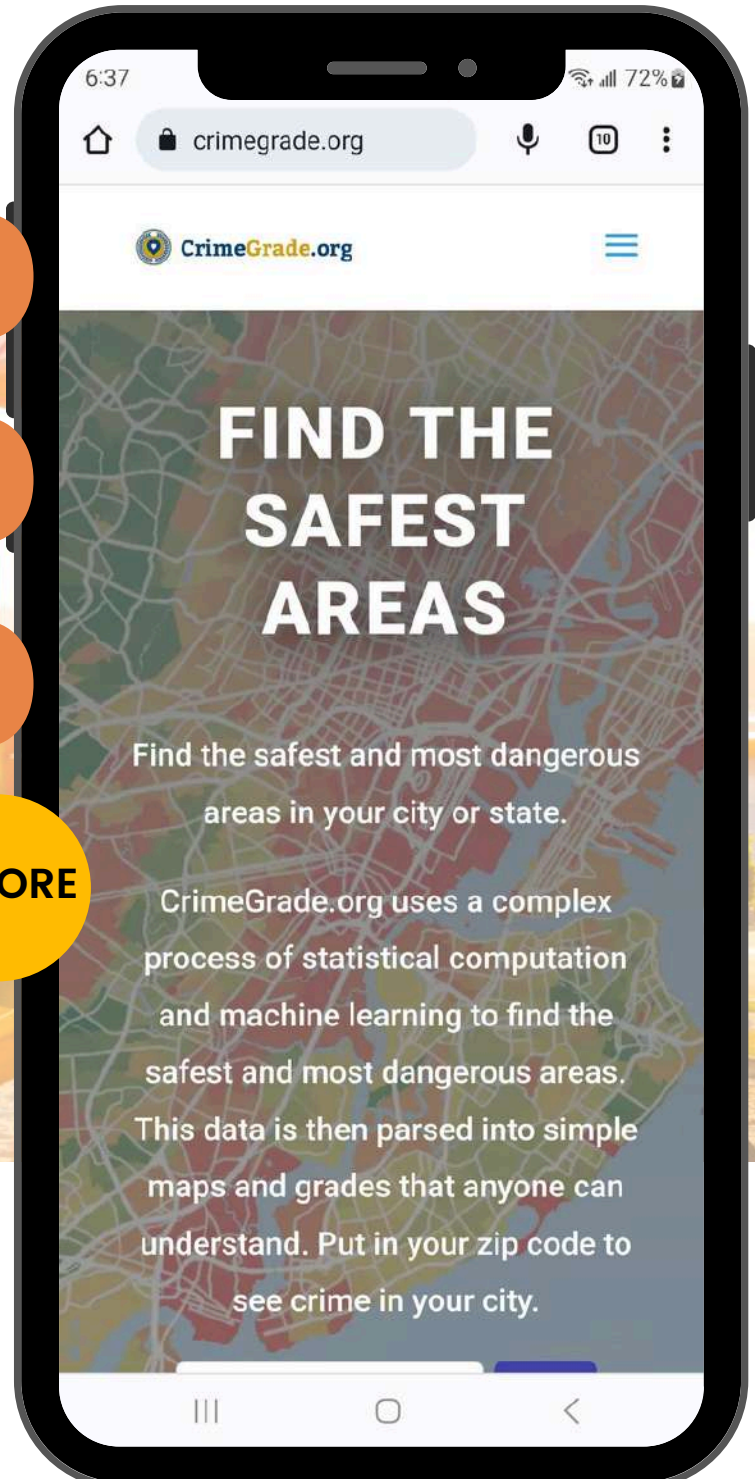 6:37
72%
crimegrade.org
10
CrimeGrade.org
FIND THE
SAFEST
AREAS
Find the safest and most dangerous
areas in your city or state.
ORE
CrimeGrade.org uses a complex
process of statistical computation
and machine learning to find the
safest and most dangerous areas.
This data is then parsed into simple
maps and grades that anyone can
understand. Put in your zip code to
see crime in your city.